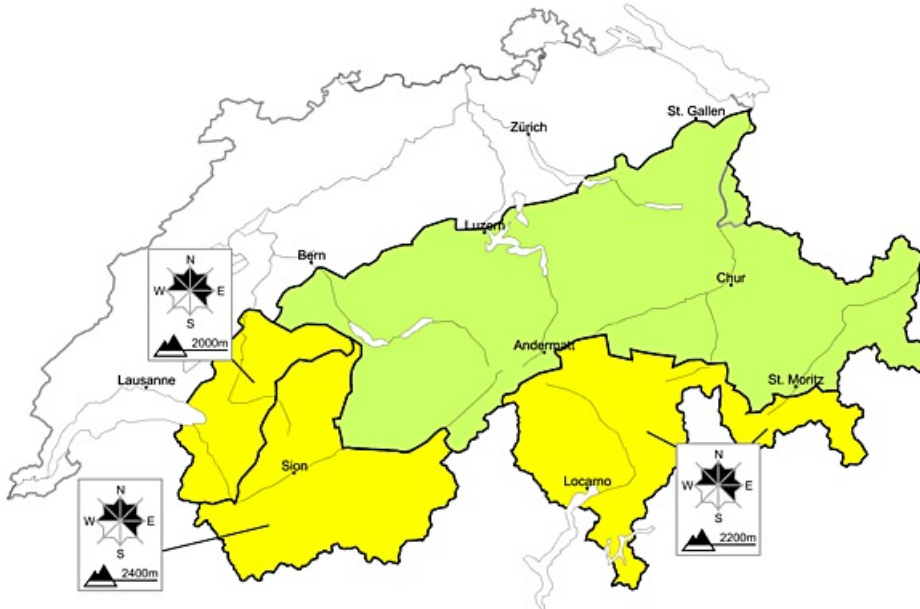 St. Gallen
Zürich
Luzern
Bern
N
W E
S
2000m
Chur
Andermatt
Lausanne
St. Moritz
Sion
Locarno
N
W E
S
2200m
N
W E
S
2400m